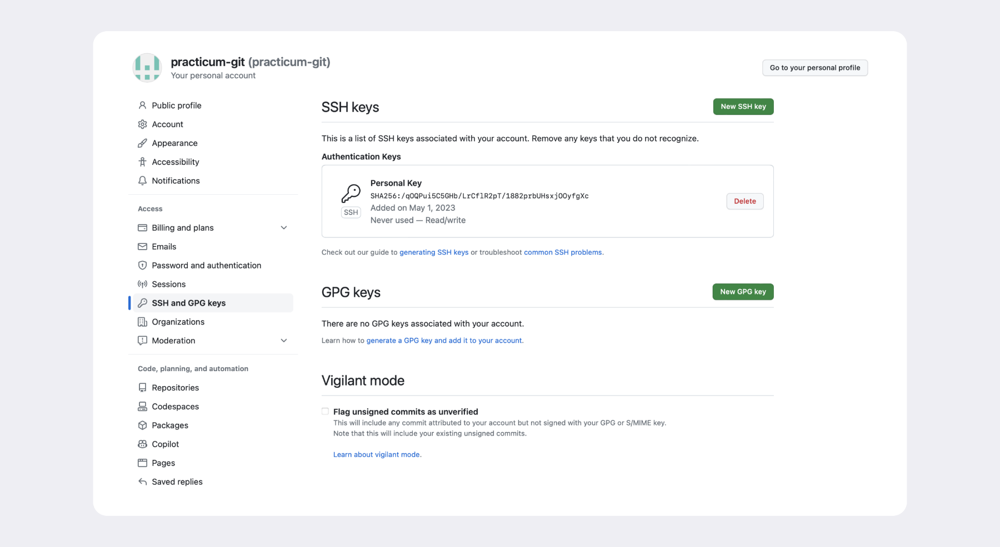 practicum-git (practicum-git)
Your personal account
Go to your personal profile
Public profile
Account
Appearance
Accessibility
Notifications
Access
Billing and plans
Emails
Password and authentication
Sessions
SSH and GPG keys
Organizations
Moderation
Code, planning, and automation
Repositories
Codespaces
Packages
Copilot
Pages
Saved replies
SSH keys
New SSH key
This is a list of SSH keys associated with your account. Remove any keys that you do not recognize.
Authentication Keys
Personal Key
SHA256:/qOQPui5C5GHb/LrCflR2pT/1882prbUHsxjOOyfgXc
SSH
Added on May 1, 2023
Never used — Read/write
Delete
Check out our guide to generating SSH keys or troubleshoot common SSH problems.
GPG keys
New GPG key
There are no GPG keys associated with your account.
Learn how to generate a GPG key and add it to your account.
Vigilant mode
Flag unsigned commits as unverified
This will include any commit attributed to your account but not signed with your GPG or S/MIME key.
Note that this will include your existing unsigned commits.
Learn about vigilant mode.